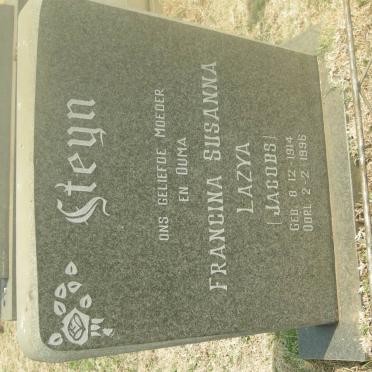 Steyn
ONS GELIEFDE MOEDER
EN OUMA
FRANCINA SUSANNA
LAZYA
(JACOBS)
GEB 8-12-1914
OORL 2-2-1996